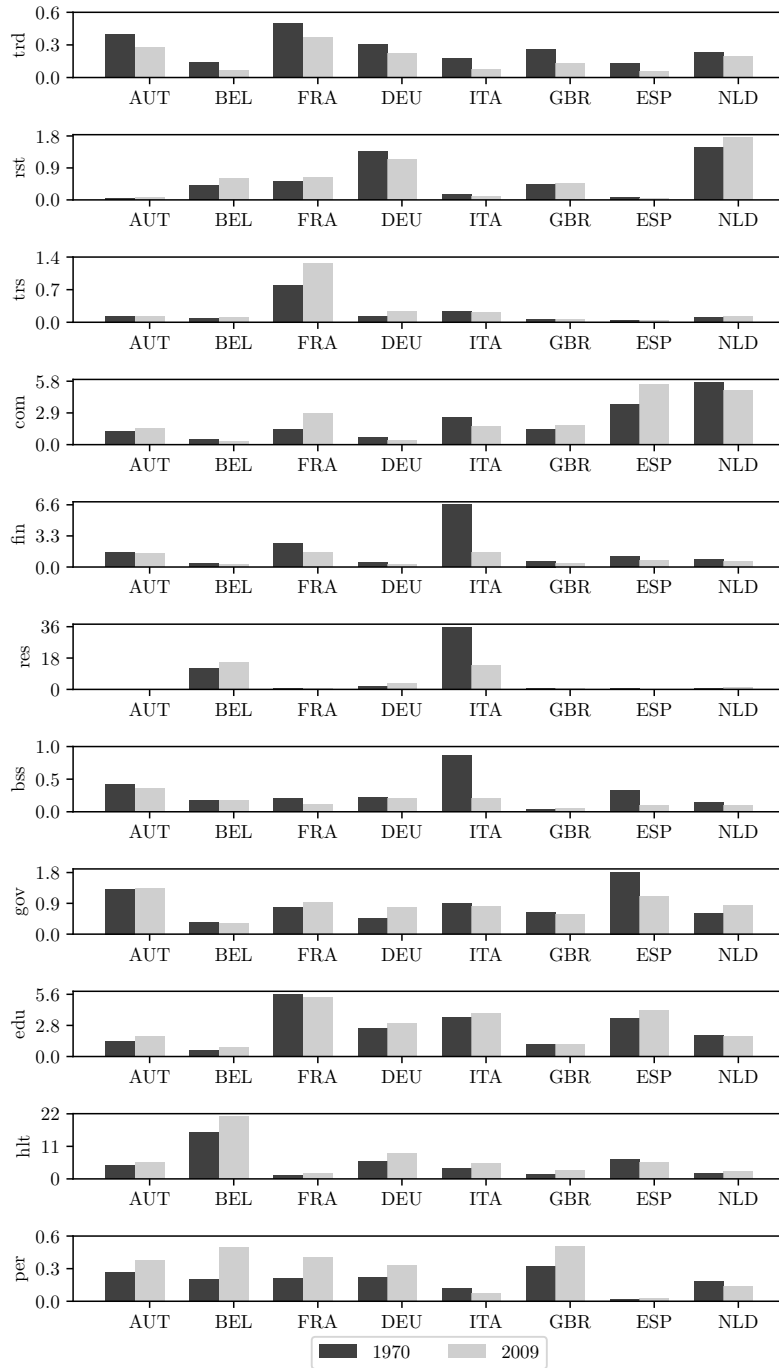 0.6
trd
0.3
0.0
AUT BEL FRA DEU ITA GBR ESP NLD
1.8
rst
0.9
0.0
AUT BEL FRA DEU ITA GBR ESP NLD
1.4
trs
0.7
0.0
AUT BEL FRA DEU ITA GBR ESP NLD
5.8
com
2.9
0.0
AUT BEL FRA DEU ITA GBR ESP NLD
6.6
fin
3.3
0.0
AUT BEL FRA DEU ITA GBR ESP NLD
36
res
18
0
AUT BEL FRA DEU ITA GBR ESP NLD
1.0
bss
0.5
0.0
AUT BEL FRA DEU ITA GBR ESP NLD
1.8
gov
0.9
0.0
AUT BEL FRA DEU ITA GBR ESP NLD
5.6
edu
2.8
0.0
AUT BEL FRA DEU ITA GBR ESP NLD
22
hlt
11
0
AUT BEL FRA DEU ITA GBR ESP NLD
0.6
per
0.3
0.0
AUT BEL FRA DEU ITA GBR ESP NLD
1970 2009